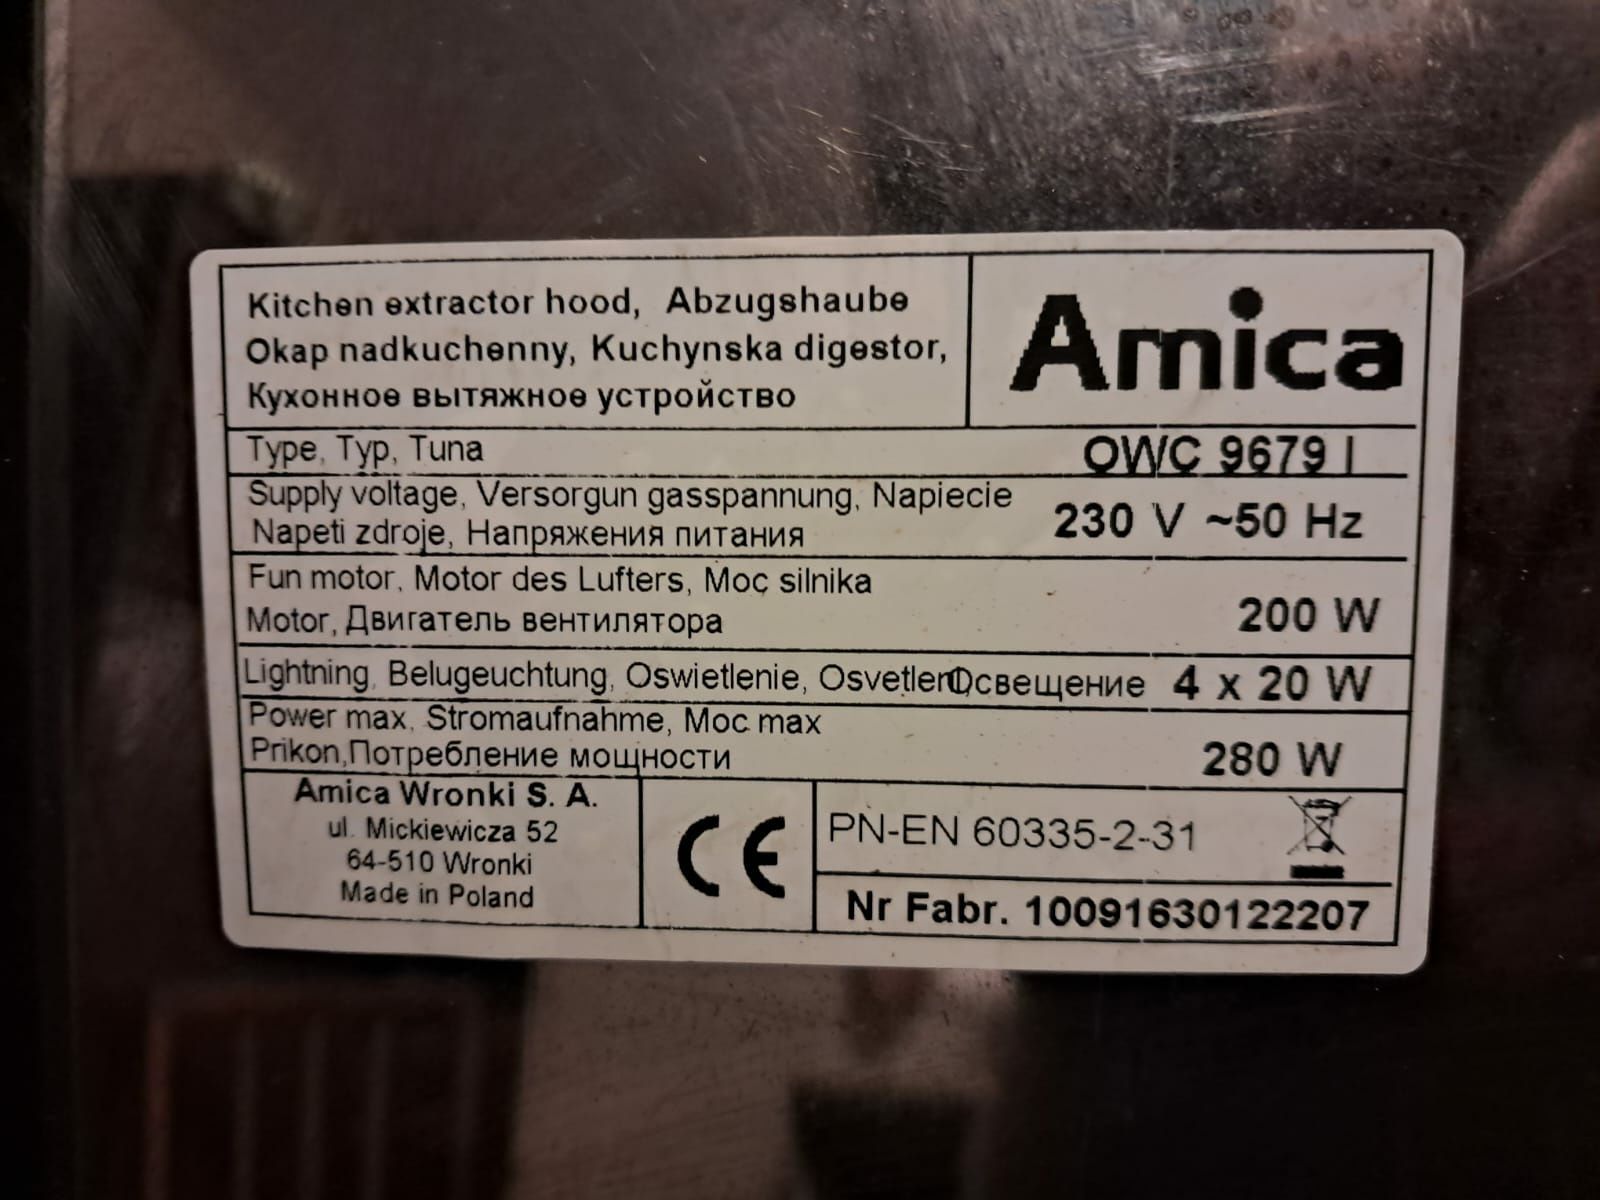 Kitchen extractor hood, Abzugshaube
Okap nadkuchenny, Kuchynska digestor,
Кухонное вытяжное устройство
Amica
Type, Typ, Tuna
OWC 9679 I
Supply voltage, Versorgun gasspannung, Napiecie
Napeti zdroje, Напряжения питания
230 V ~50 Hz
Fun motor, Motor des Lufters, Moc silnika
Motor, Двигатель вентилятора
200 W
Lightning, Belugeuchtung, Oswietlenie, Osvetlení Освещение 4 x 20 W
Power max, Stromaufnahme, Moc max
Prikon,Потребление мощности
280 W
Amica Wronki S. A.
ul. Mickiewicza 52
64-510 Wronki
Made in Poland
CE
PN-EN 60335-2-31
Nr Fabr. 10091630122207